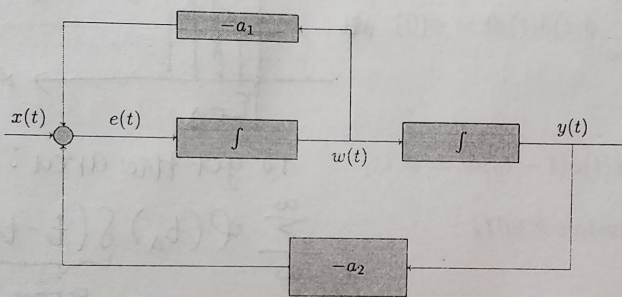 -a₁
x(t)
e(t)
∫
w(t)
∫
y(t)
-a₂